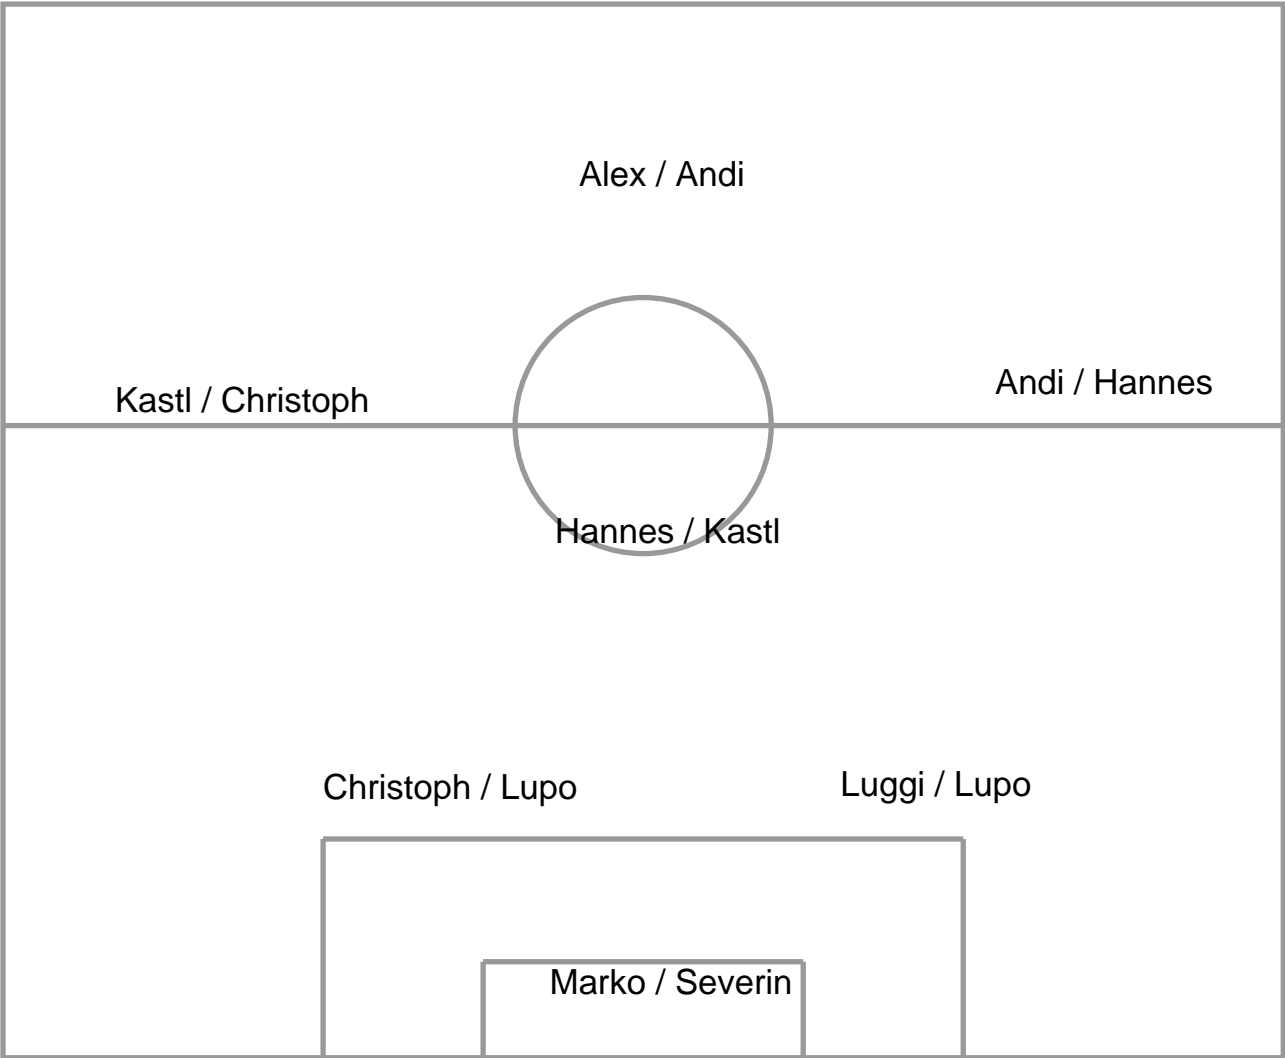 Alex / Andi
Kastl / Christoph
Andi / Hannes
Hannes / Kastl
Christoph / Lupo
Luggi / Lupo
Marko / Severin